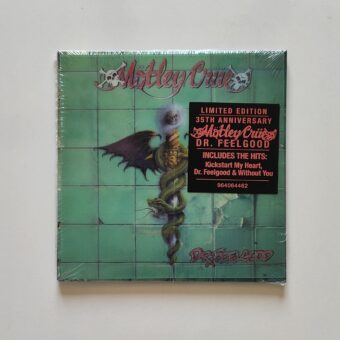 Mötley Crüe
LIMITED EDITION
35TH ANNIVERSARY
Mötley Crüe
DR. FEELGOOD
INCLUDES THE HITS:
Kickstart My Heart,
Dr. Feelgood & Without You
964064462
Dr. Feelgood